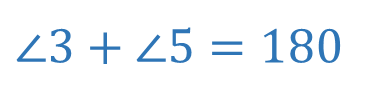 ∠3 + ∠5 = 180